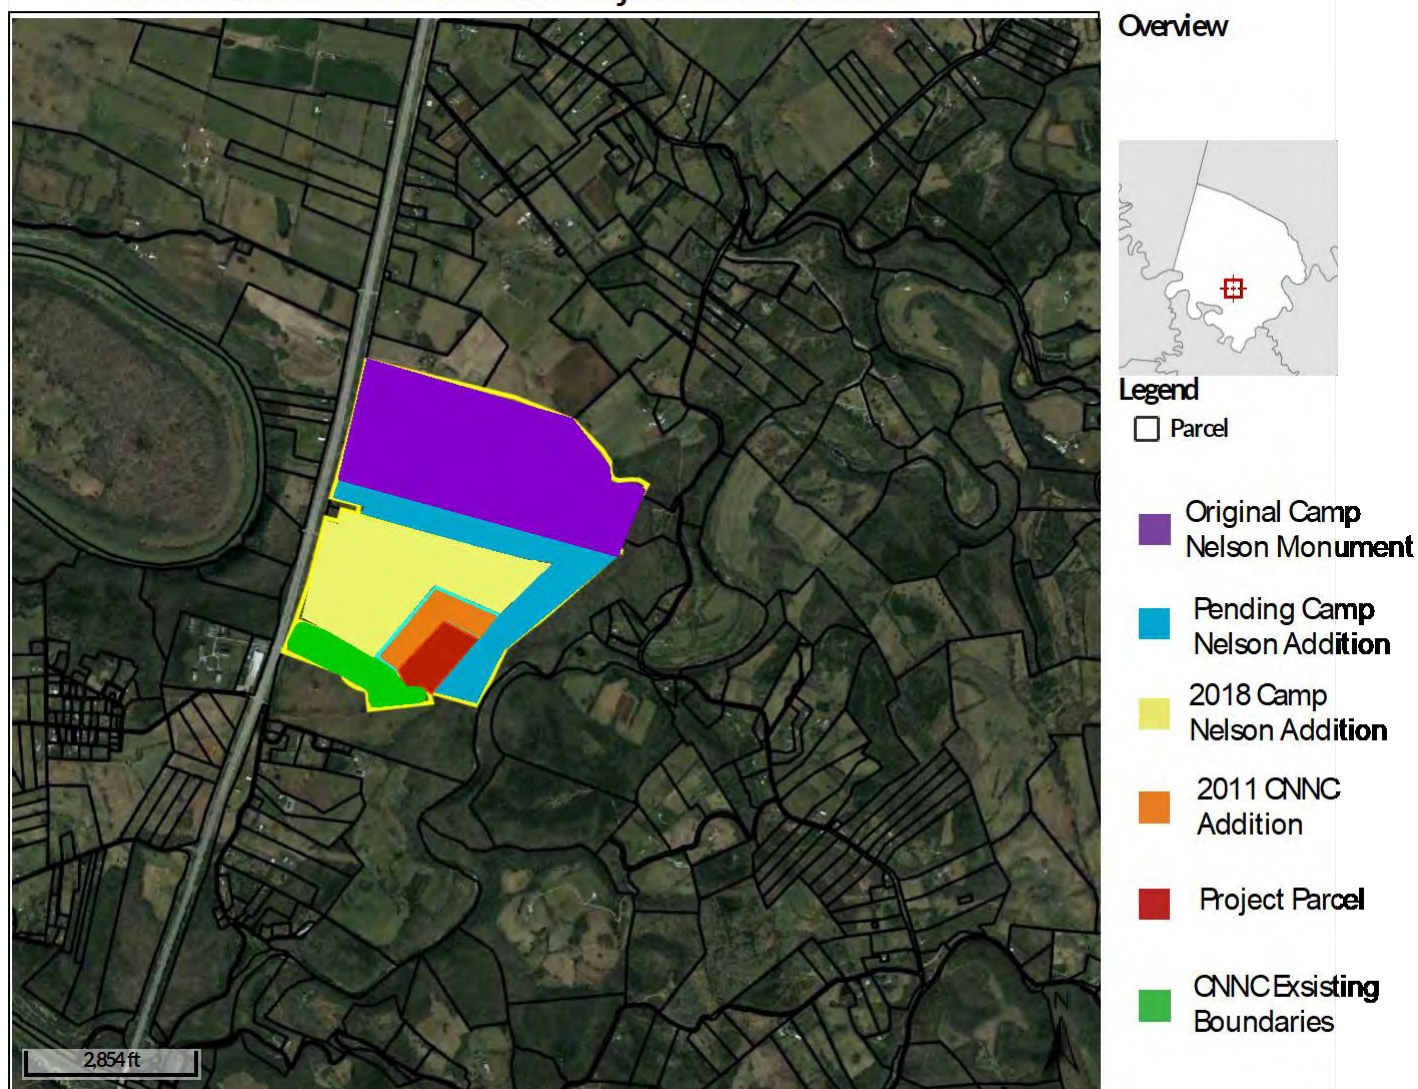 Overview
Legend
Parcel
Original Camp
Nelson Monument
Pending Camp
Nelson Addition
2018 Camp
Nelson Addition
2011 CNNC
Addition
Project Parcel
CNNC Exsisting
Boundaries
N
2,854 ft